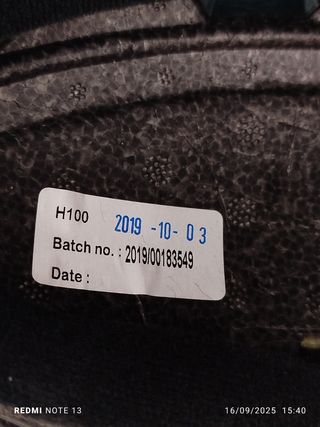 H100 2019 -10- 03
Batch no. : 2019/00183549
Date :
REDMI NOTE 13 16/09/2025 15:40